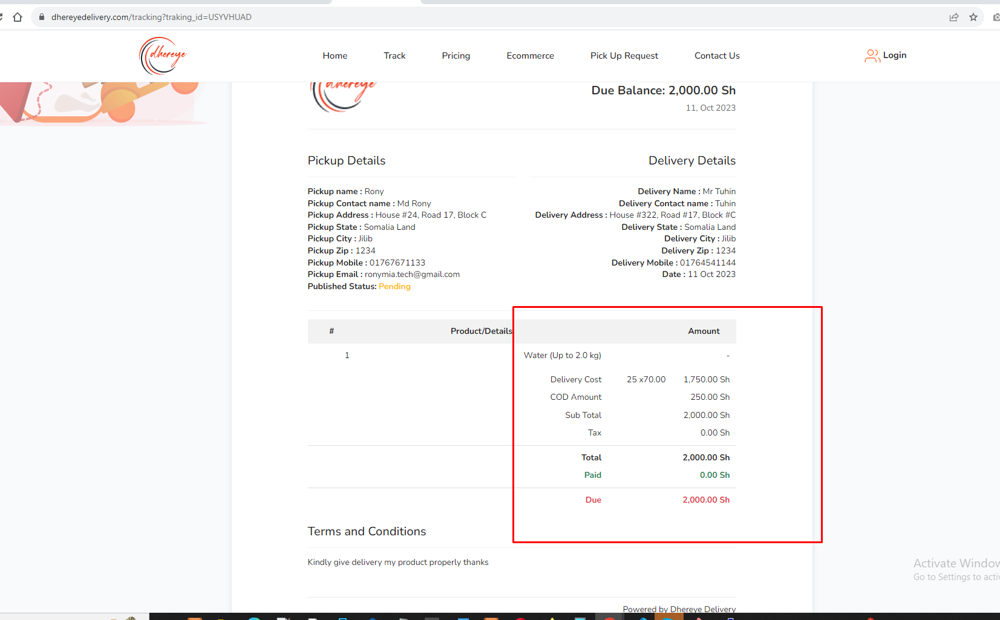 dhereyedelivery.com/tracking?traking_id=USYVHUAD
dhereye
Home
Track
Pricing
Ecommerce
Pick Up Request
Contact Us
Login
dhereye
Due Balance: 2,000.00 Sh
11, Oct 2023
Pickup Details
Pickup name : Rony
Pickup Contact name : Md Rony
Pickup Address : House #24, Road 17, Block C
Pickup State : Somalia Land
Pickup City : Jilib
Pickup Zip : 1234
Pickup Mobile : 01767671133
Pickup Email : ronymia.tech@gmail.com
Published Status: Pending
Delivery Details
Delivery Name : Mr Tuhin
Delivery Contact name : Tuhin
Delivery Address : House #322, Road #17, Block #C
Delivery State : Somalia Land
Delivery City : Jilib
Delivery Zip : 1234
Delivery Mobile : 01764541144
Date : 11 Oct 2023
# Product/Details Amount
1 Water (Up to 2.0 kg) -
Delivery Cost 25 x70.00 1,750.00 Sh
COD Amount 250.00 Sh
Sub Total 2,000.00 Sh
Tax 0.00 Sh
Total 2,000.00 Sh
Paid 0.00 Sh
Due 2,000.00 Sh
Terms and Conditions
Kindly give delivery my product properly thanks
Activate Window
Go to Settings to activ
Powered by Dhereye Delivery